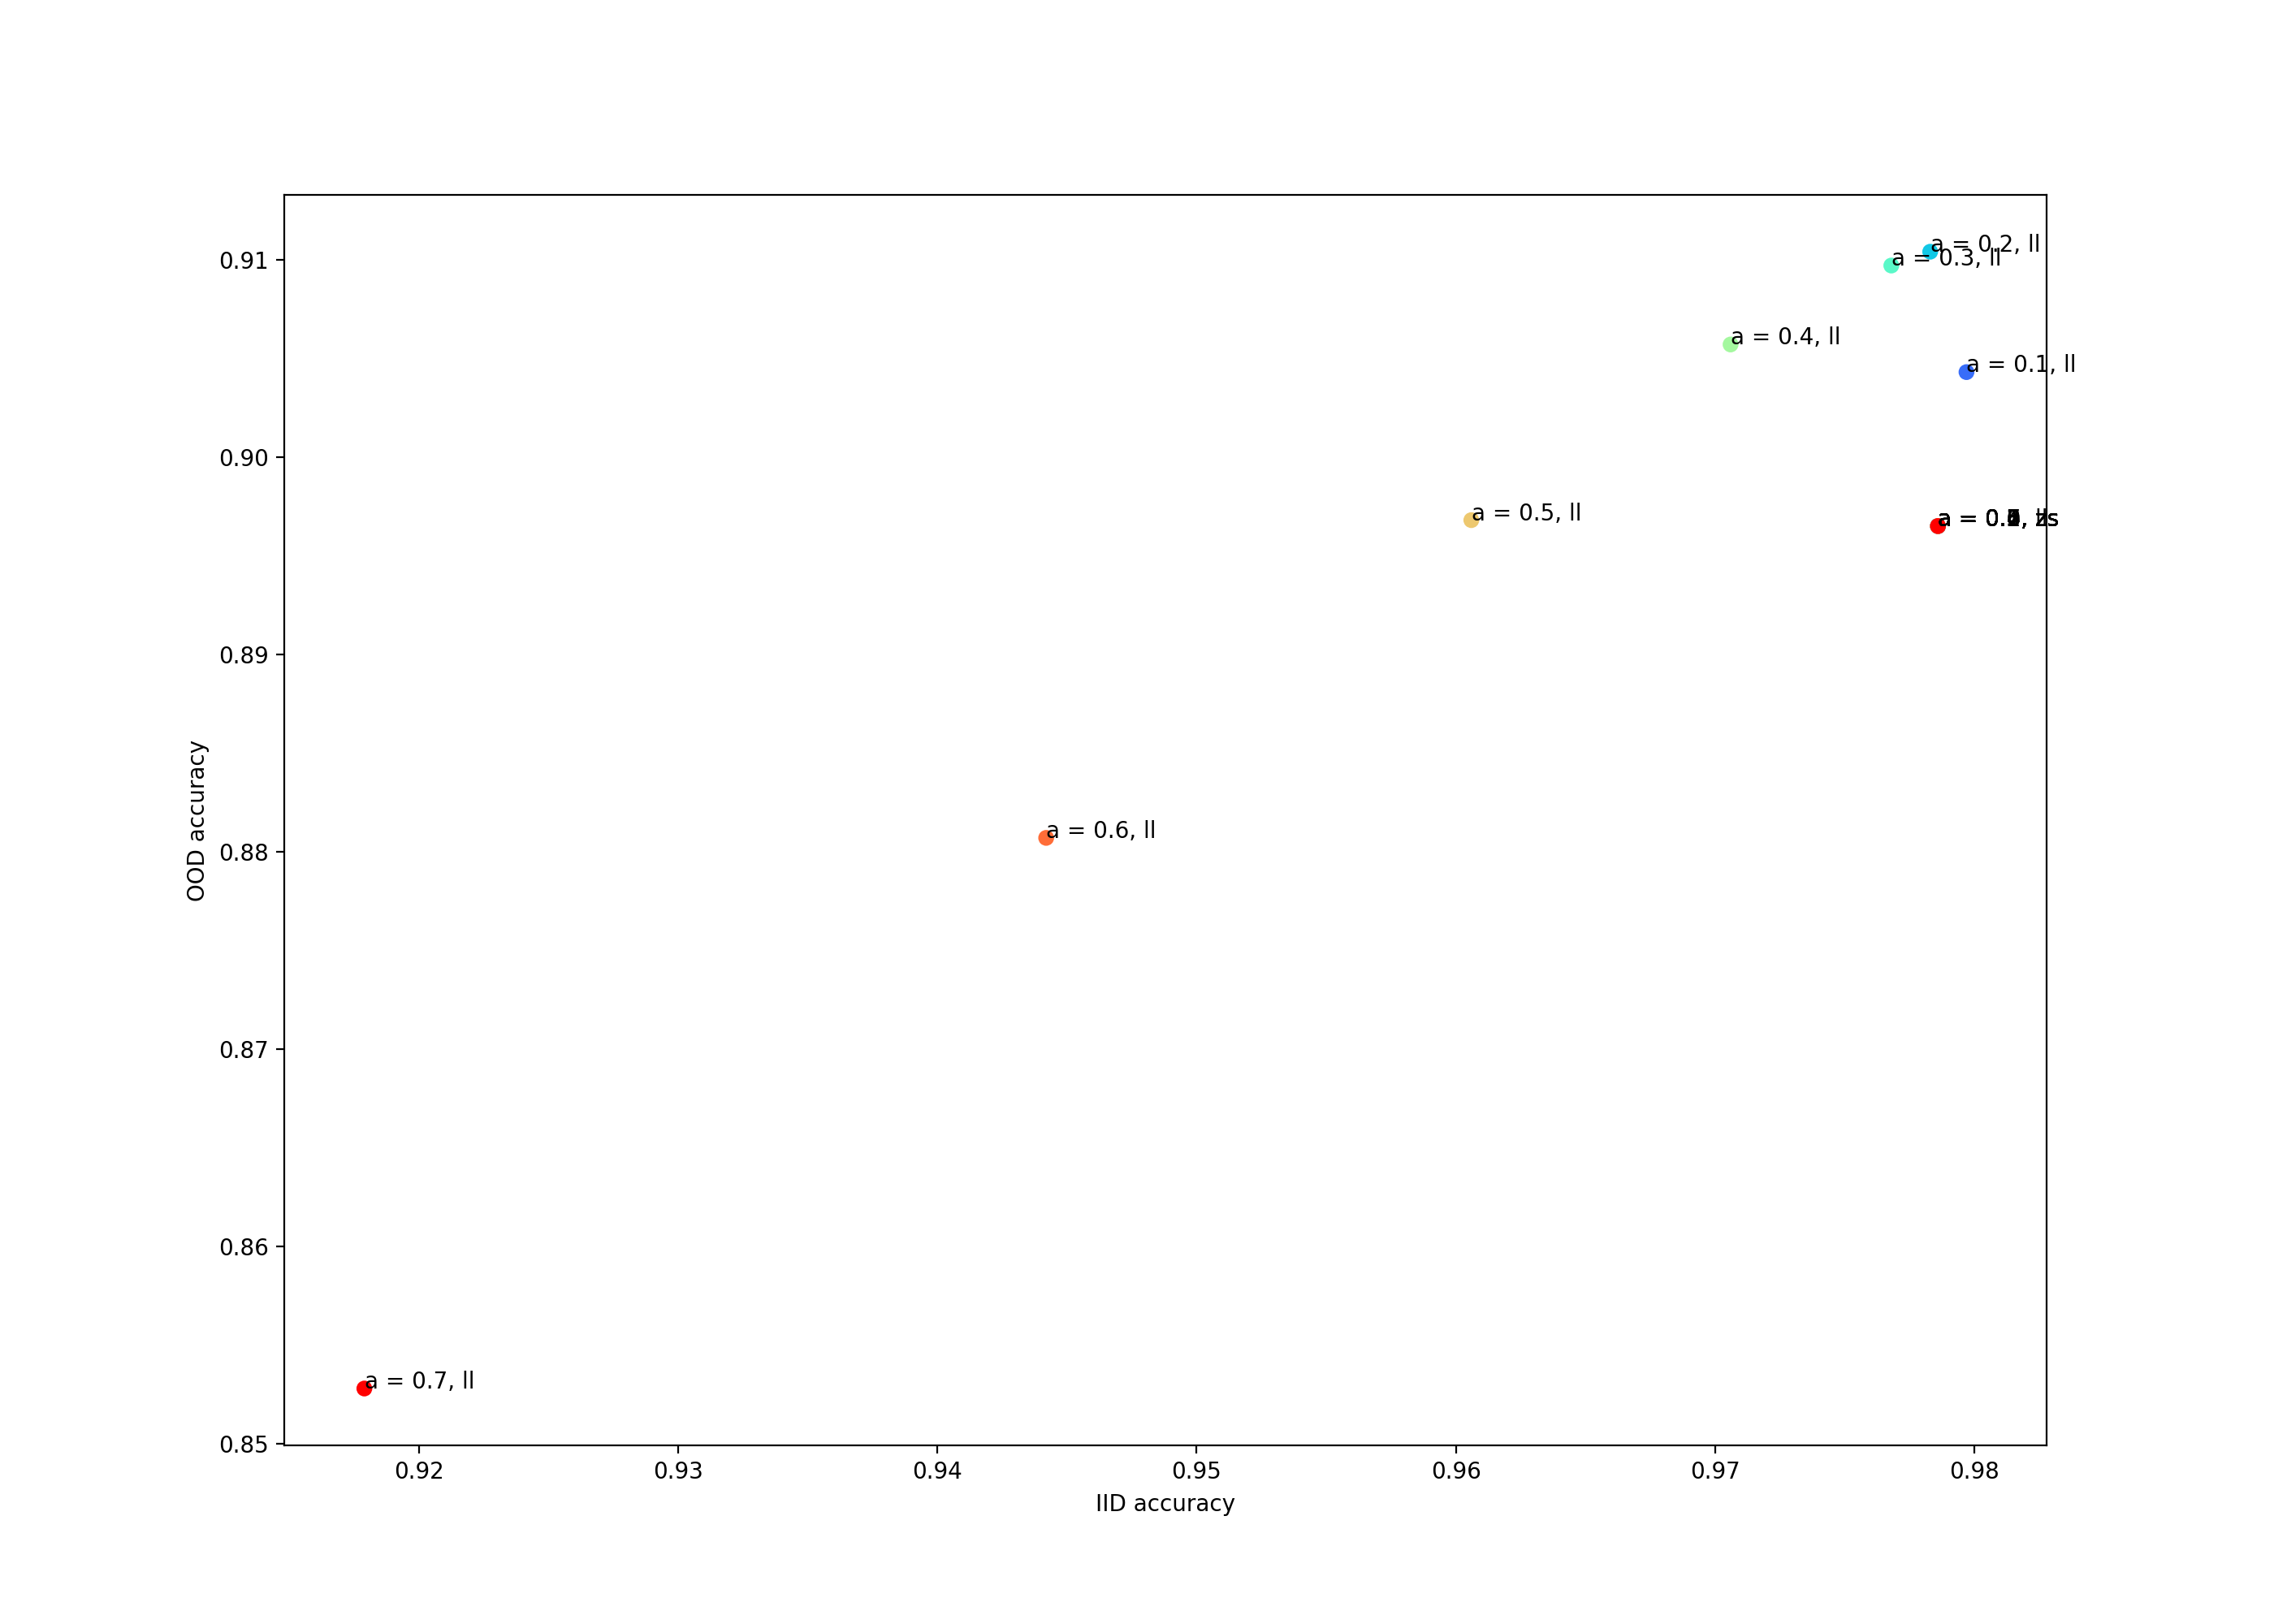 0.91
0.90
0.89
0.88
0.87
0.86
0.85
OOD accuracy
a = 0.2, ll
a = 0.3, ll
a = 0.4, ll
a = 0.1, ll
a = 0.5, ll
a = 0.6, ll
a = 0.7, ll
0.92
0.93
0.94
0.95
0.96
0.97
0.98
IID accuracy